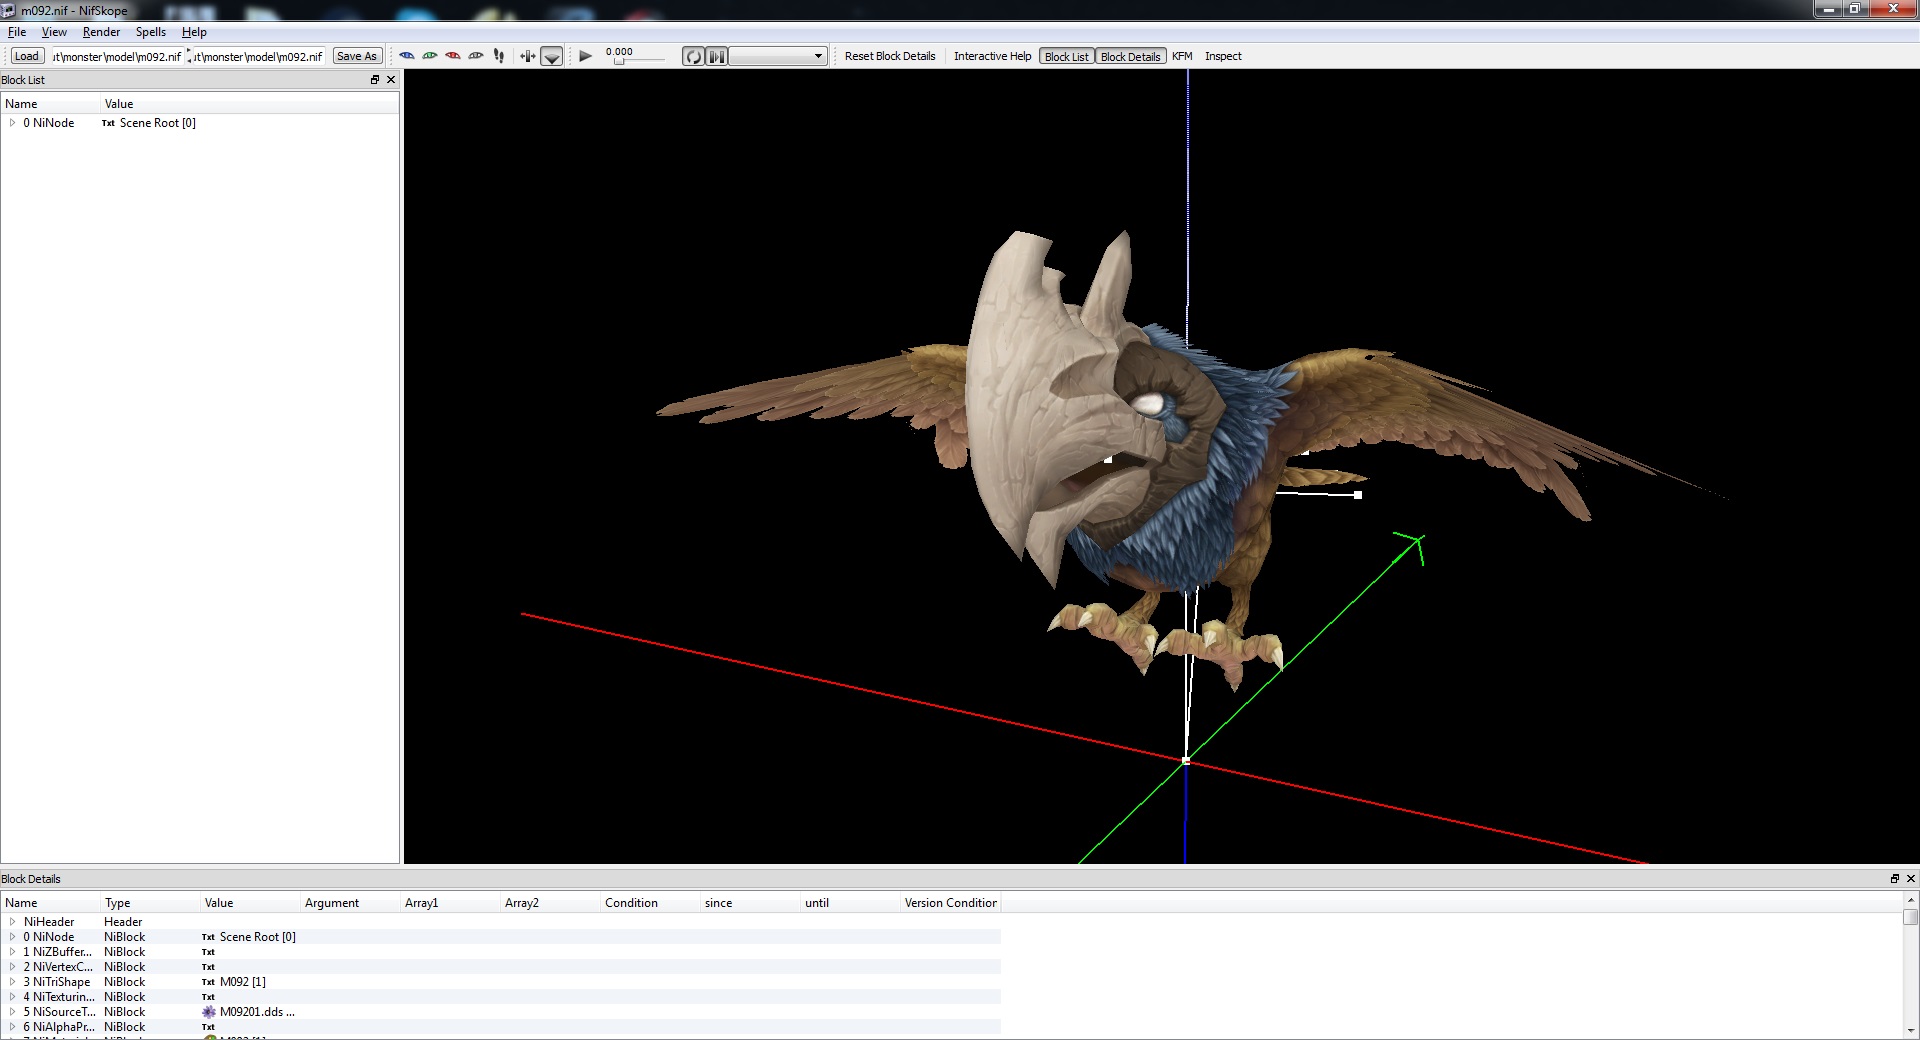 m092.nif - NifSkope
File View Render Spells Help
Load ut\monster\model\m092.nif ut\monster\model\m092.nif Save As 0.000 Reset Block Details Interactive Help Block List Block Details KFM Inspect
Block List
Name Value
0 NiNode Txt Scene Root [0]
Block Details
Name Type Value Argument Array1 Array2 Condition since until Version Condition
NiHeader Header
0 NiNode NiBlock Txt Scene Root [0]
1 NiZBuffer... NiBlock Txt
2 NiVertexC... NiBlock Txt
3 NiTriShape NiBlock Txt M092 [1]
4 NiTexturin... NiBlock Txt
5 NiSourceT... NiBlock M09201.dds ...
6 NiAlphaPr... NiBlock Txt